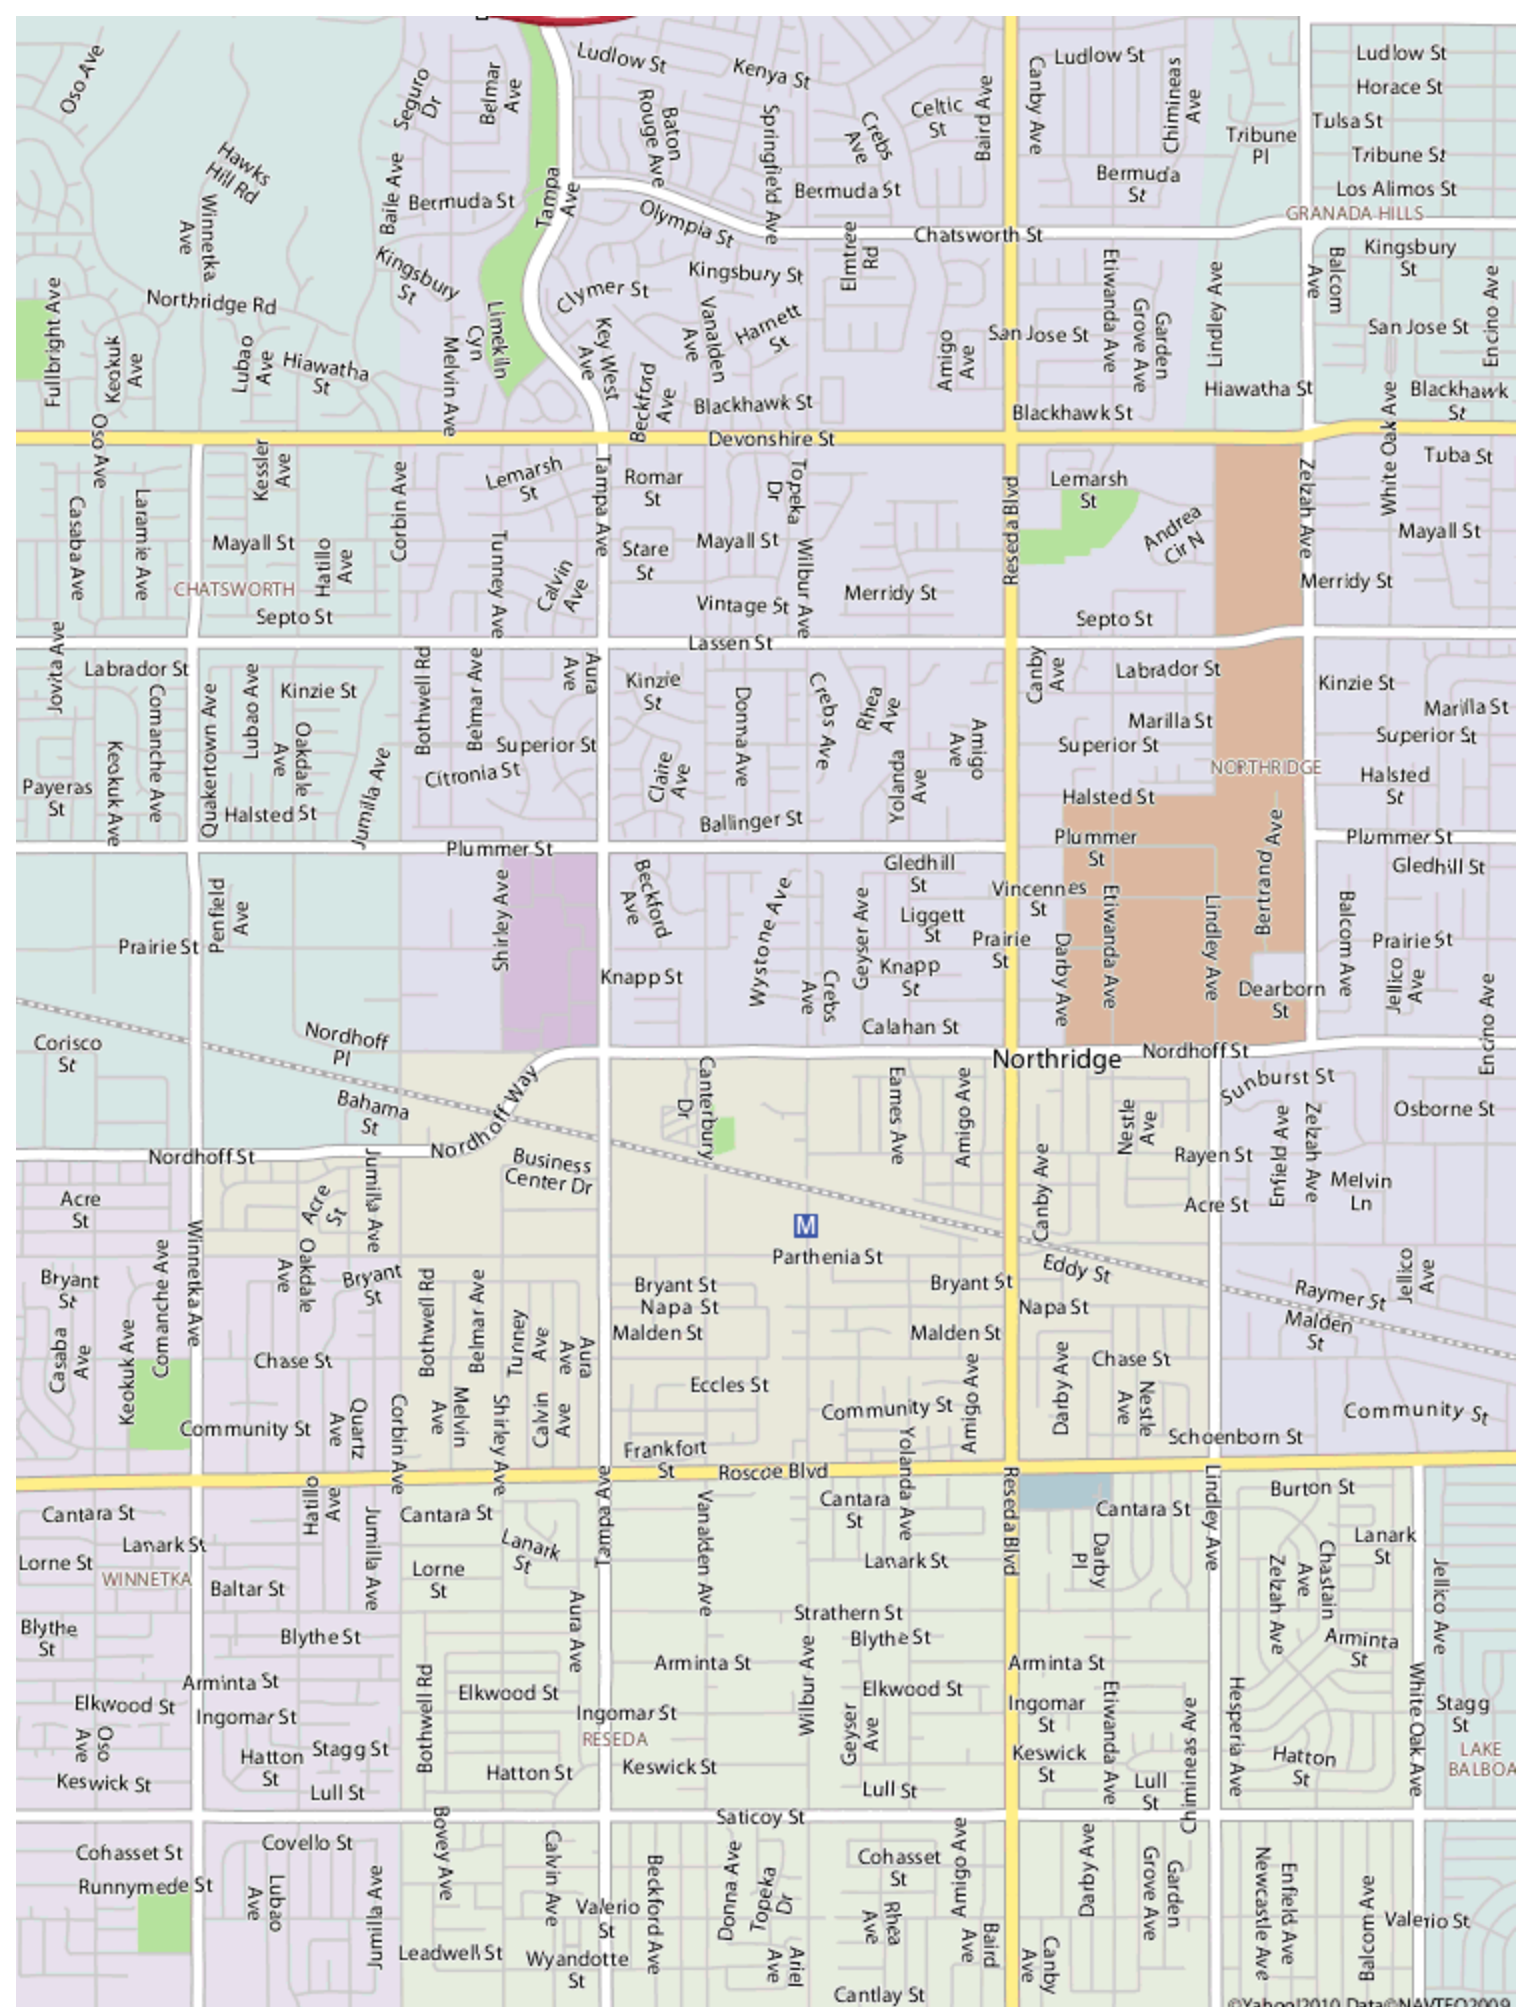 Oso Ave
Seguro
Dr
Belmar
Ave
Ludlow St
Kenya St
Baton
Rouge Ave
Springfield Ave
Crebs
Ave
Celtic
St
Baird Ave
Canby Ave
Ludlow St
Chimineas
Ave
Tribune
Pl
Ludlow St
Horace St
Tulsa St
Tribune St
Los Alimos St
GRANADA HILLS
Hawks
Hill Rd
Winnetka
Ave
Baile Ave
Bermuda St
Tampa
Ave
Olympia St
Bermuda St
Bermuda
St
Chatsworth St
Kingsbury
St
Kingsbury
St
Clymer St
Kingsbury St
Elmtree
Rd
Etiwanda Ave
Lindley Ave
Balcom
Ave
Encino Ave
Fullbright Ave
Northridge Rd
Limekiln
Cyn
Keokuk
Ave
Lubao
Ave
Hiawatha
St
Melvin Ave
Key West
Ave
Vanalden
Ave
Harnett
St
Amigo
Ave
San Jose St
Garden
Grove Ave
San Jose St
Hiawatha St
Blackhawk
St
Beckford
Ave
Blackhawk St
Blackhawk St
White Oak Ave
Devonshire St
Oso Ave
Kessler
Ave
Corbin Ave
Lemarsh
St
Tampa Ave
Romar
St
Topeka
Dr
Reseda Blvd
Lemarsh
St
Andrea
Cir N
Zelzah Ave
Tuba St
Mayall St
Casaba Ave
Laramie Ave
Mayall St
Hatillo
Ave
Tunney Ave
Calvin
Ave
Stare
St
Mayall St
Wilbur Ave
Merridy St
Merridy St
CHATSWORTH
Septo St
Vintage St
Septo St
Lassen St
Jovita Ave
Labrador St
Comanche Ave
Quakertown Ave
Lubao Ave
Kinzie St
Oakdale
Ave
Bothwell Rd
Belmar Ave
Aura
Ave
Kinzie
St
Donna Ave
Crebs Ave
Rhea
Ave
Amigo
Ave
Canby
Ave
Labrador St
Kinzie St
Marilla St
Marilla St
Superior St
Superior St
Superior St
Keokuk Ave
Payeras
St
Halsted St
Jumilla Ave
Citronia St
Claire
Ave
Yolanda
Ave
NORTHRIDGE
Halsted
St
Halsted St
Ballinger St
Plummer St
Plummer
St
Bertrand Ave
Plummer St
Gledhill
St
Gledhill St
Penfield
Ave
Shirley Ave
Beckford
Ave
Wystone Ave
Geyser Ave
Liggett
St
Vincennes
St
Etiwanda Ave
Lindley Ave
Balcom Ave
Prairie St
Prairie
St
Prairie St
Knapp St
Crebs
Ave
Knapp
St
Darby Ave
Dearborn
St
Jellico
Ave
Encino Ave
Calahan St
Corisco
St
Nordhoff
Pl
Northridge
Nordhoff St
Nordhoff Way
Canterbury
Dr
Eames Ave
Amigo Ave
Sunburst St
Bahama
St
Nestle
Ave
Enfield Ave
Zelzah Ave
Osborne St
Nordhoff St
Jumilla Ave
Business
Center Dr
Canby Ave
Rayen St
Melvin
Ln
Acre
St
Acre
St
Acre St
Winnetka Ave
M
Parthenia St
Eddy St
Jellico
Ave
Bryant
St
Comanche Ave
Oakdale
Ave
Bryant
St
Bothwell Rd
Belmar Ave
Bryant St
Bryant St
Raymer St
Napa St
Napa St
Casaba
Ave
Keokuk Ave
Turney
Ave
Aura
Ave
Malden St
Malden St
Malden
St
Chase St
Darby Ave
Chase St
Eccles St
Amigo Ave
Nestle
Ave
Quartz
Ave
Corbin Ave
Melvin
Ave
Shirley Ave
Calvin
Ave
Community St
Community St
Community St
Schoenborn St
Frankfort
St
Yolanda Ave
Roscoe Blvd
Tampa Ave
Reseda Blvd
Lindley Ave
Burton St
Hatillo
Ave
Cantara St
Cantara St
Vanalden Ave
Cantara
St
Cantara St
Lanark St
Jumilla Ave
Lanark
St
Lanark St
Darby
Pl
Chastain
Ave
Lanark
St
Lorne St
WINNETKA
Baltar St
Lorne
St
Zelzah Ave
Jellico Ave
Aura Ave
Strathern St
Blythe
St
Blythe St
Blythe St
Arminta
St
Wilbur Ave
Arminta St
Arminta St
Arminta St
Elkwood St
Ingomar St
Bothwell Rd
Elkwood St
Ingomar St
RESEDA
Elkwood St
Geyser
Ave
Ingomar
St
Etiwanda Ave
Chimineas Ave
Hesperia Ave
White Oak Ave
Stagg
St
Oso
Ave
Hatton
St
Stagg St
Keswick St
Lull St
Hatton St
Keswick St
Lull St
Keswick
St
Lull
St
Hatton
St
LAKE
BALBOA
Saticoy St
Cohasset St
Covello St
Bovey Ave
Calvin Ave
Donna Ave
Cohasset
St
Amigo Ave
Darby Ave
Runnymede St
Lubao
Ave
Jumilla Ave
Beckford Ave
Topeka
Dr
Garden
Grove Ave
Newcastle Ave
Enfield Ave
Balcom Ave
Valerio St
Valerio
St
Rhea
Ave
Baird
Ave
Leadwell St
Wyandotte
St
Ariel
Ave
Canby
Ave
Cantlay St
©Yahoo!2010 Data©NAVTEQ2009